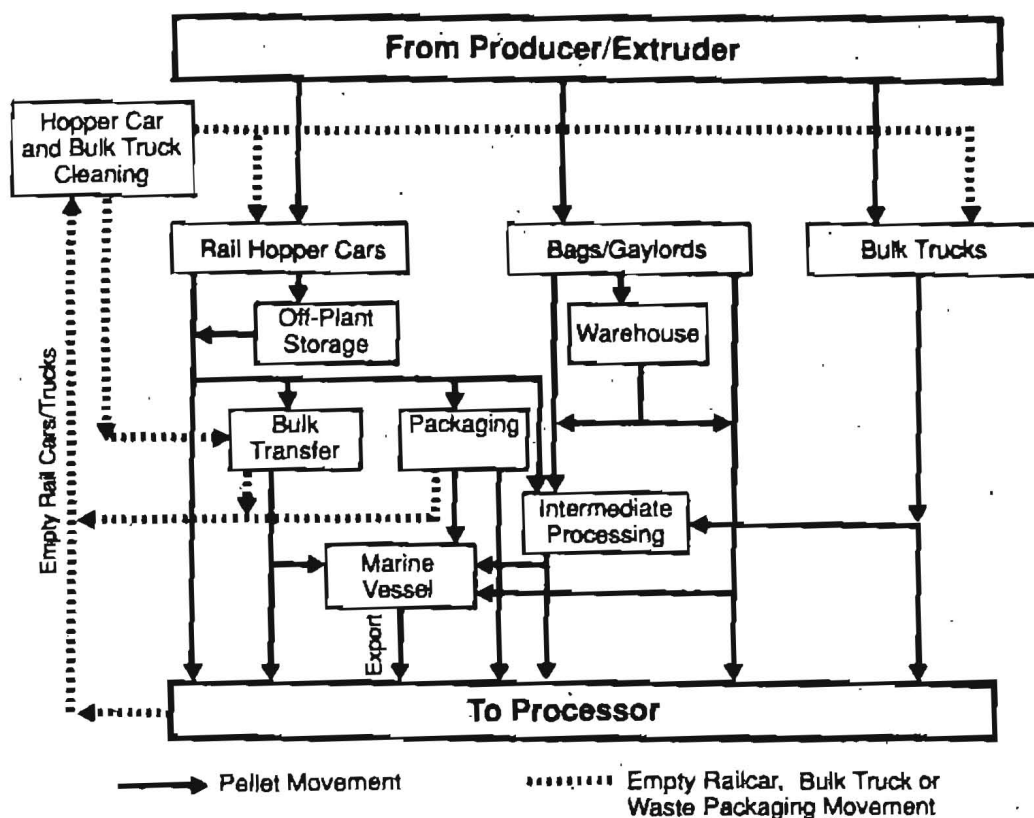 From Producer/Extruder
Hopper Car
and Bulk Truck
Cleaning
Rail Hopper Cars
Bags/Gaylords
Bulk Trucks
Off-Plant
Storage
Warehouse
Empty Rail Cars/Trucks
Bulk
Transfer
Packaging
Intermediate
Processing
Marine
Vessel
Export
To Processor
Pellet Movement
Empty Railcar, Bulk Truck or
Waste Packaging Movement